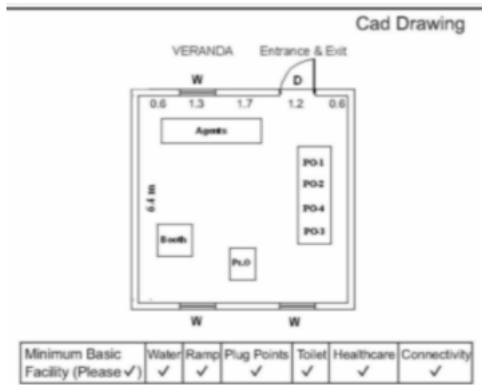 Cad Drawing
VERANDA Entrance & Exit
W D
0.6 1.3 1.7 1.2 0.6
Agents
PO-1
PO-2
6.4 m
PO-4
PO-3
Booth
Pr.O
W W
Minimum Basic Facility (Please ✓) Water Ramp Plug Points Toilet Healthcare Connectivity
✓ ✓ ✓ ✓ ✓ ✓